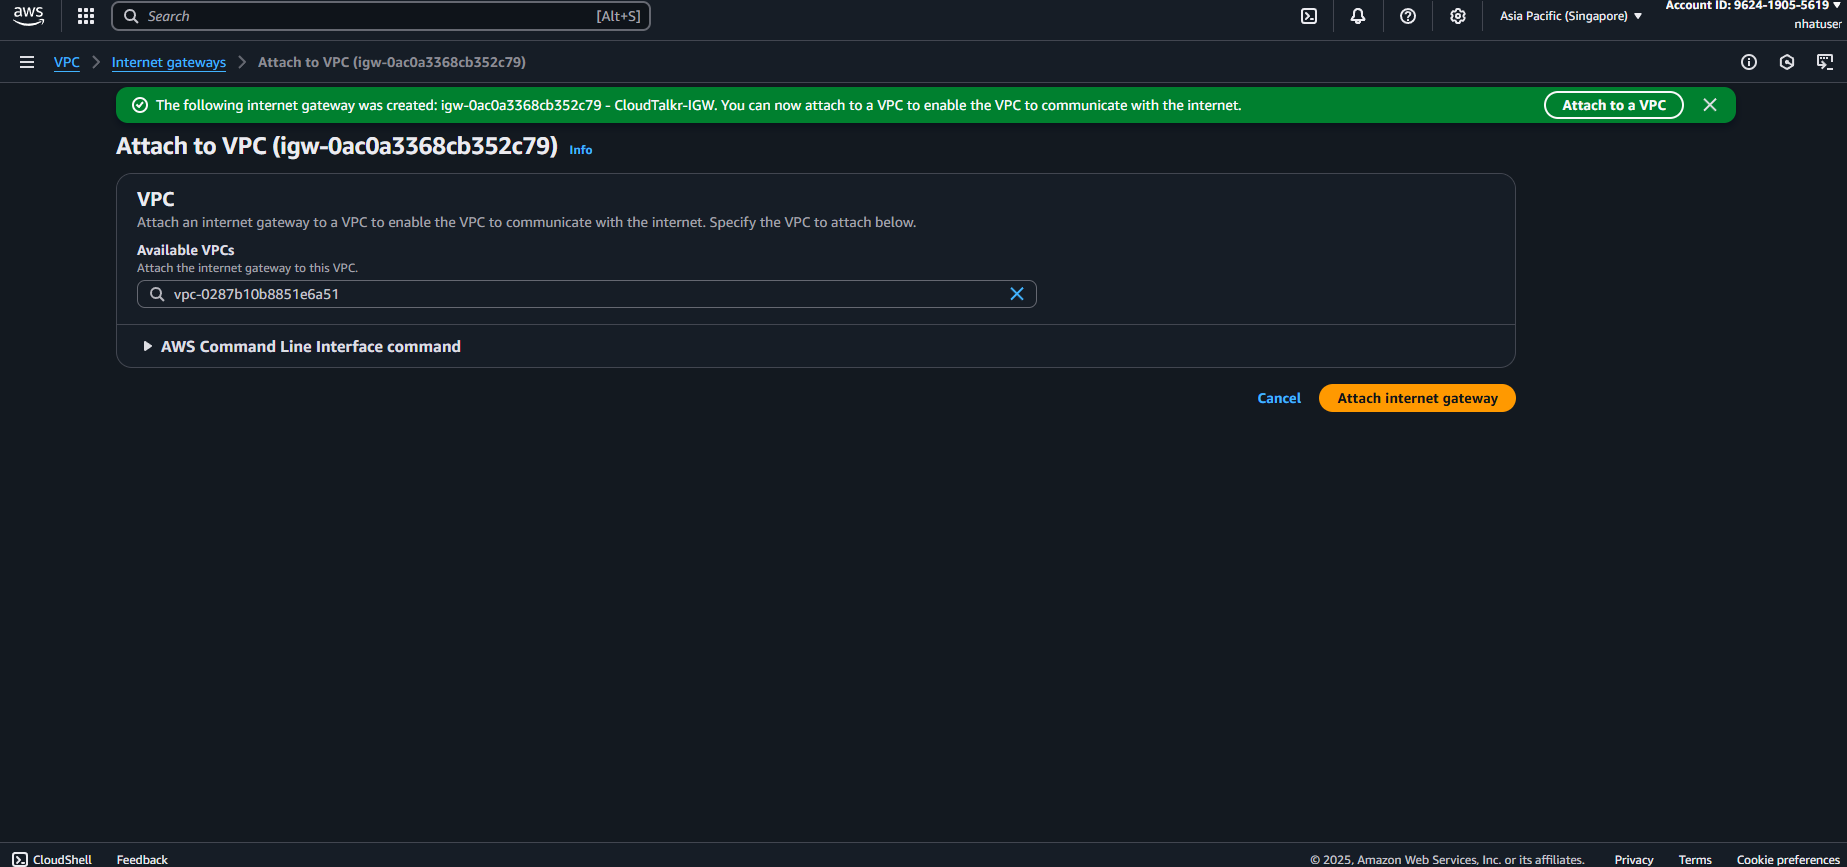 aws
Search
[Alt+S]
Asia Pacific (Singapore)
Account ID: 9624-1905-5619
nhatuser
VPC
Internet gateways
Attach to VPC (igw-0ac0a3368cb352c79)
The following internet gateway was created: igw-0ac0a3368cb352c79 - CloudTalkr-IGW. You can now attach to a VPC to enable the VPC to communicate with the internet.
Attach to a VPC
Attach to VPC (igw-0ac0a3368cb352c79)
Info
VPC
Attach an internet gateway to a VPC to enable the VPC to communicate with the internet. Specify the VPC to attach below.
Available VPCs
Attach the internet gateway to this VPC.
vpc-0287b10b8851e6a51
AWS Command Line Interface command
Cancel
Attach internet gateway
CloudShell
Feedback
© 2025, Amazon Web Services, Inc. or its affiliates.
Privacy
Terms
Cookie preferences